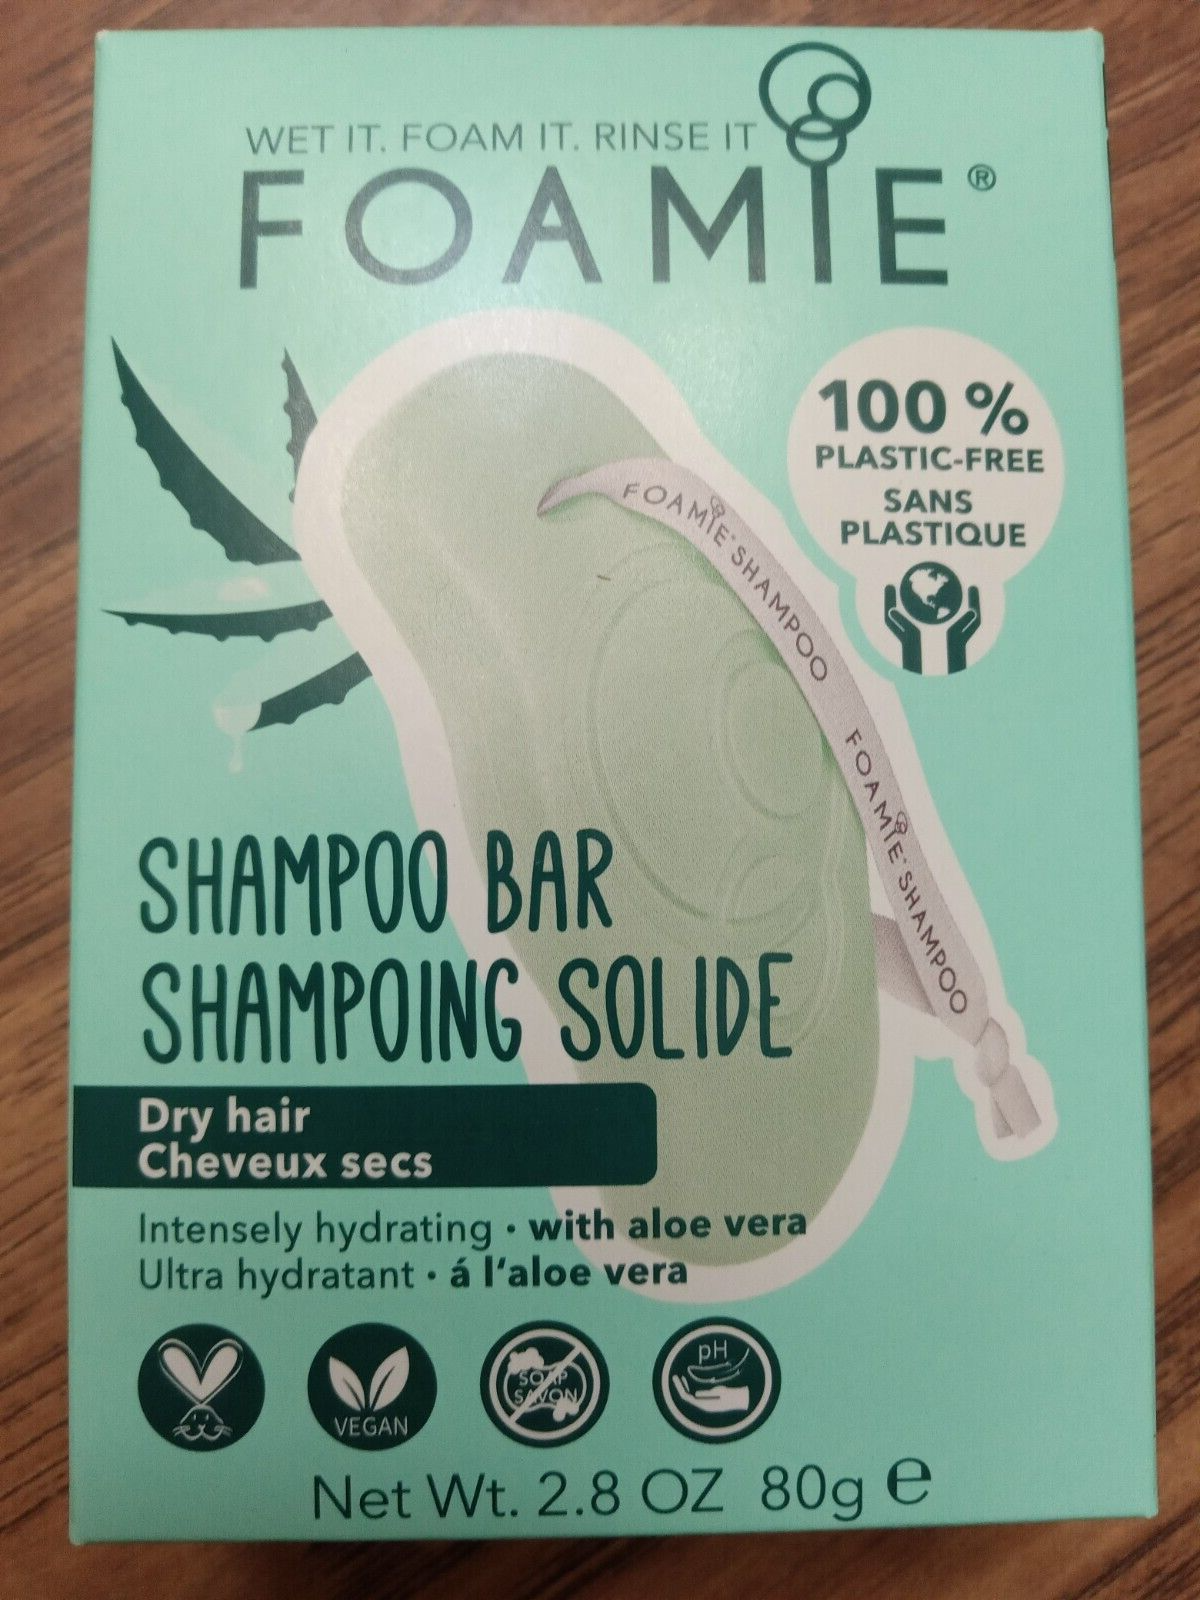 WET IT. FOAM IT. RINSE IT
FOAMIE®
100 %
PLASTIC-FREE
SANS
PLASTIQUE
FOAMIE® SHAMPOO
FOAMIE® SHAMPOO
SHAMPOO BAR
SHAMPOING SOLIDE
Dry hair
Cheveux secs
Intensely hydrating · with aloe vera
Ultra hydratant · á l'aloe vera
VEGAN
SOAP
SAVON
pH
Net Wt. 2.8 OZ 80g e